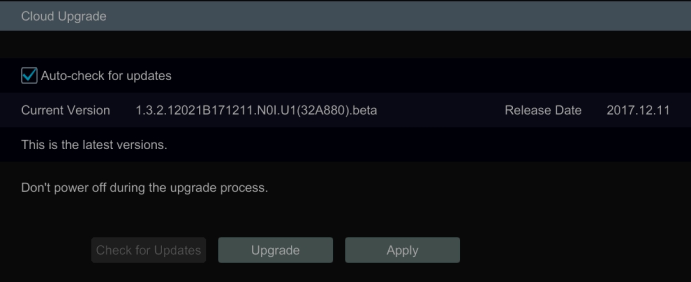 Cloud Upgrade
Auto-check for updates
Current Version 1.3.2.12021B171211.N0I.U1(32A880).beta Release Date 2017.12.11
This is the latest versions.
Don't power off during the upgrade process.
Check for Updates Upgrade Apply